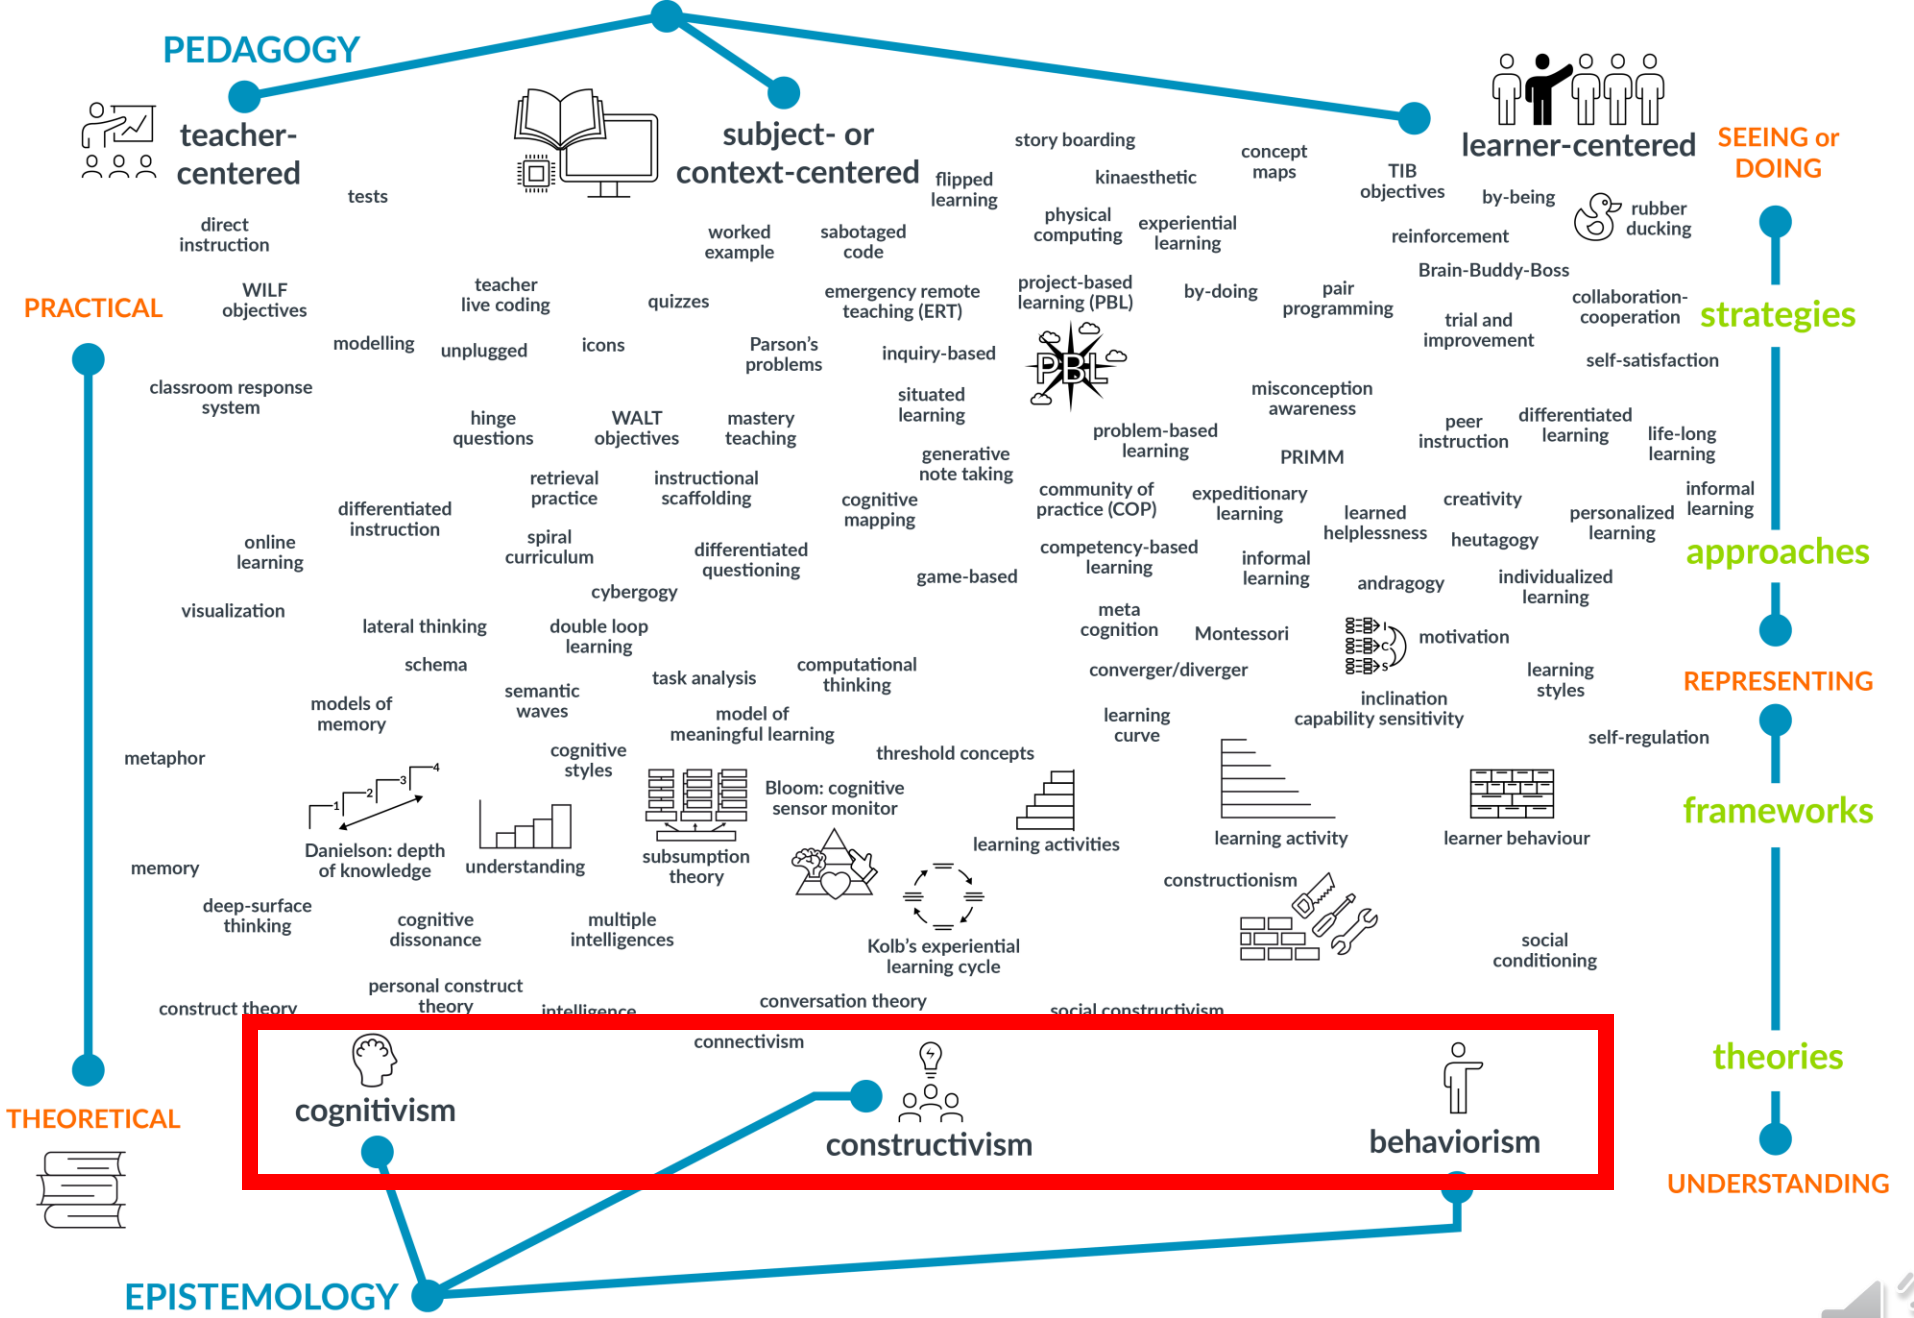 PEDAGOGY
teacher-
centered
subject- or
context-centered
learner-centered
SEEING or
DOING
story boarding
concept
maps
TIB
objectives
flipped
learning
kinaesthetic
by-being
tests
rubber
ducking
direct
instruction
worked
example
sabotaged
code
physical
computing
experiential
learning
reinforcement
Brain-Buddy-Boss
PRACTICAL
WILF
objectives
teacher
live coding
quizzes
emergency remote
teaching (ERT)
project-based
learning (PBL)
by-doing
pair
programming
collaboration-
cooperation
strategies
trial and
improvement
modelling
unplugged
icons
Parson's
problems
inquiry-based
PBL
self-satisfaction
classroom response
system
situated
learning
misconception
awareness
hinge
questions
WALT
objectives
mastery
teaching
problem-based
learning
peer
instruction
differentiated
learning
life-long
learning
generative
note taking
PRIMM
retrieval
practice
instructional
scaffolding
cognitive
mapping
community of
practice (COP)
expeditionary
learning
creativity
informal
learning
differentiated
instruction
learned
helplessness
personalized
learning
online
learning
spiral
curriculum
differentiated
questioning
competency-based
learning
heutagogy
approaches
informal
learning
game-based
andragogy
individualized
learning
cybergogy
visualization
meta
cognition
lateral thinking
double loop
learning
Montessori
I
C
S
motivation
schema
task analysis
computational
thinking
converger/diverger
learning
styles
REPRESENTING
models of
memory
semantic
waves
model of
meaningful learning
learning
curve
inclination
capability sensitivity
self-regulation
metaphor
cognitive
styles
threshold concepts
1
2
3
4
Bloom: cognitive
sensor monitor
frameworks
Danielson: depth
of knowledge
understanding
subsumption
theory
learning activities
learning activity
learner behaviour
memory
constructionism
deep-surface
thinking
cognitive
dissonance
multiple
intelligences
Kolb's experiential
learning cycle
social
conditioning
construct theory
personal construct
theory
intelligence
conversation theory
social constructivism
connectivism
theories
cognitivism
constructivism
behaviorism
THEORETICAL
UNDERSTANDING
EPISTEMOLOGY